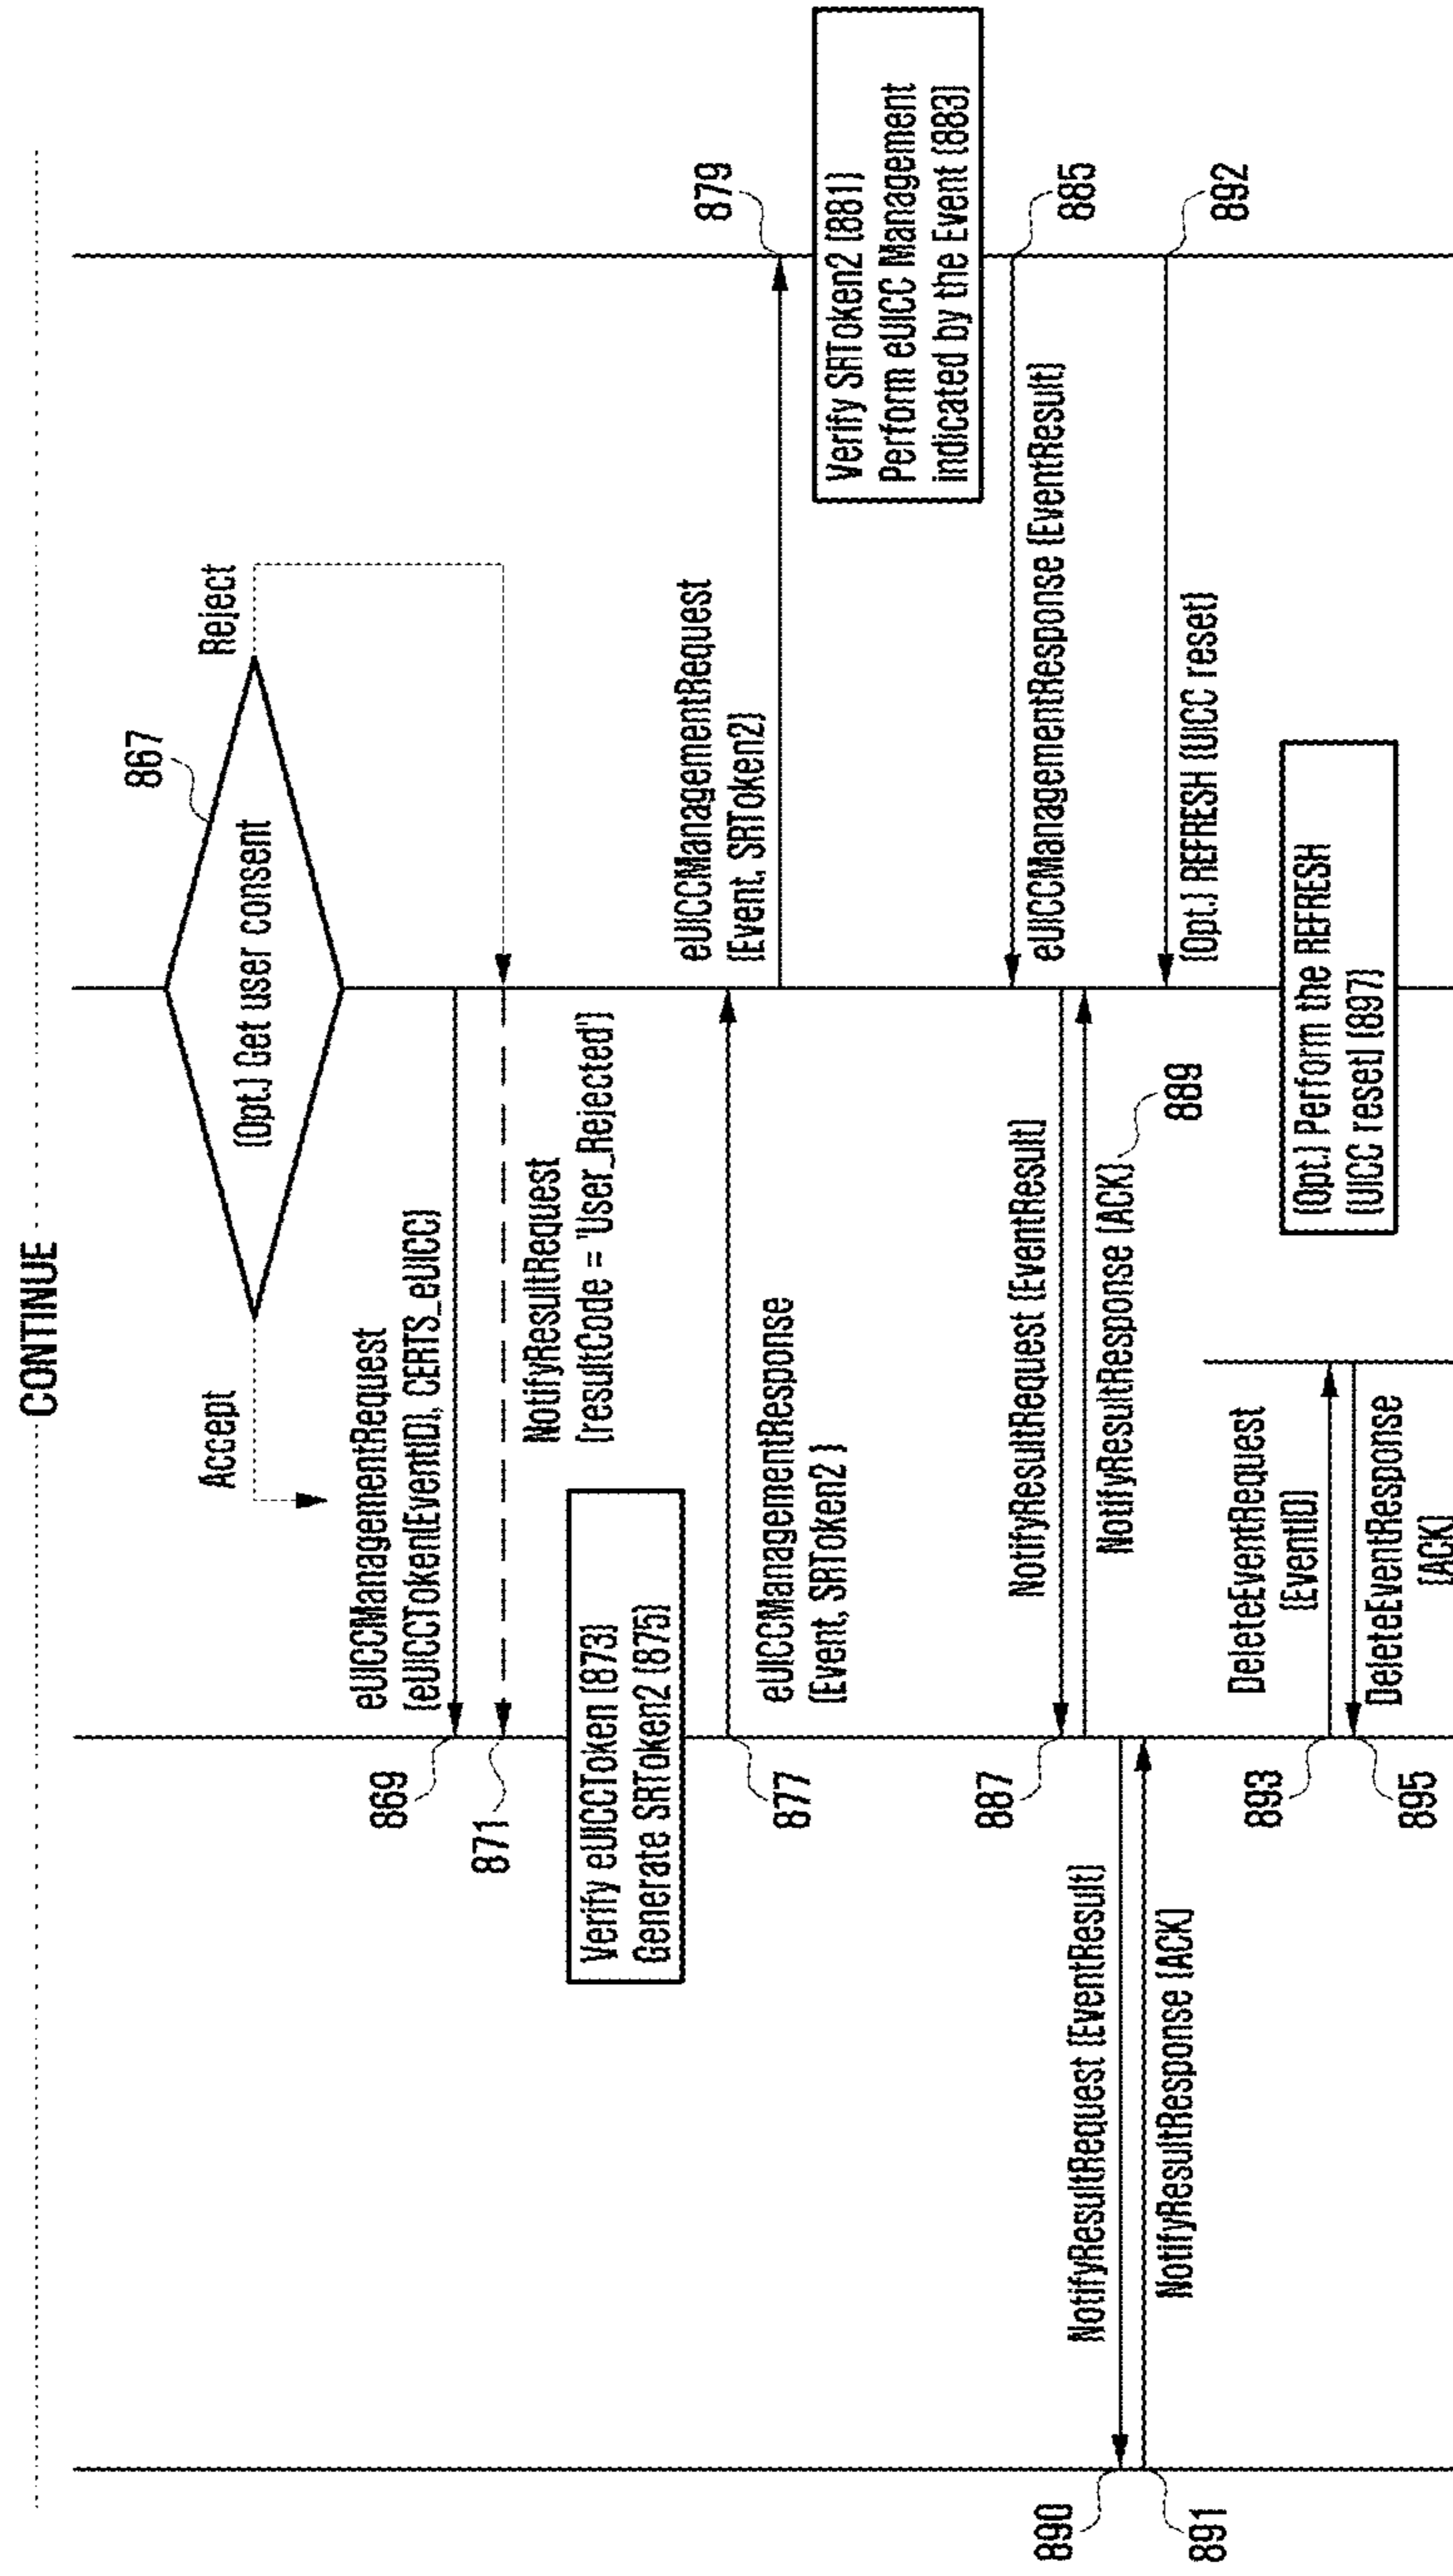 CONTINUE
867
(Opt.) Get user consent
Accept
Reject
eUICCManagementRequest
(eUICCToken(EventID), CERTS_eUICC)
869
871
NotifyResultRequest
(resultCode = 'User_Rejected')
Verify eUICCToken (873)
Generate SRToken2 (875)
877
eUICCManagementResponse
(Event, SRToken2 )
eUICCManagementRequest
(Event, SRToken2)
879
Verify SRToken2 (881)
Perform eUICC Management
indicated by the Event (883)
885
eUICCManagementResponse (EventResult)
NotifyResultRequest (EventResult)
887
NotifyResultResponse (ACK)
889
NotifyResultRequest (EventResult)
890
NotifyResultResponse (ACK)
891
892
(Opt.) REFRESH (UICC reset)
DeleteEventRequest
(EventID)
893
895
DeleteEventResponse
(ACK)
(Opt.) Perform the REFRESH
(UICC reset) (897)